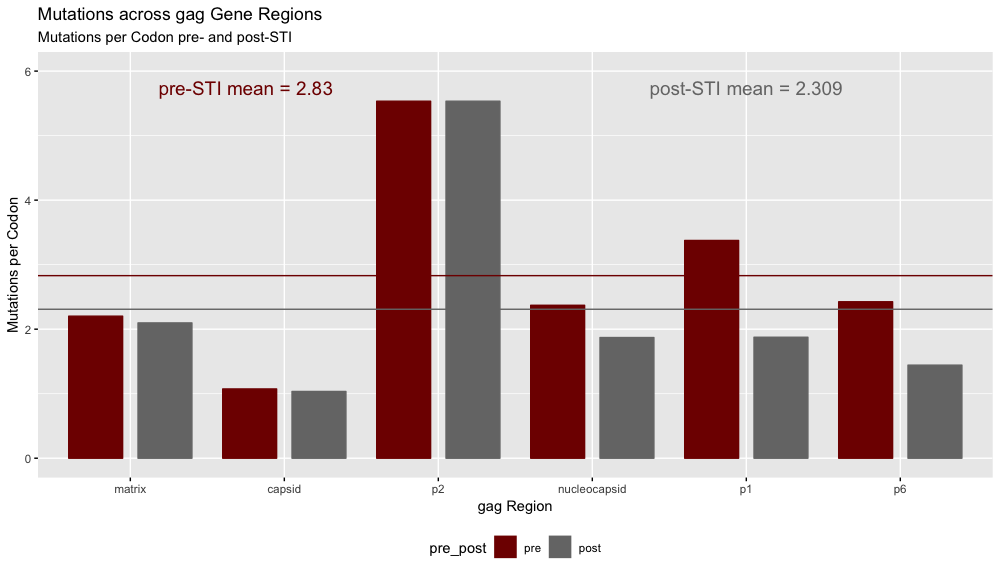 Mutations across gag Gene Regions
Mutations per Codon pre- and post-STI
pre-STI mean = 2.83
post-STI mean = 2.309
Mutations per Codon
6
4
2
0
matrix
capsid
p2
nucleocapsid
p1
p6
gag Region
pre_post
pre
post